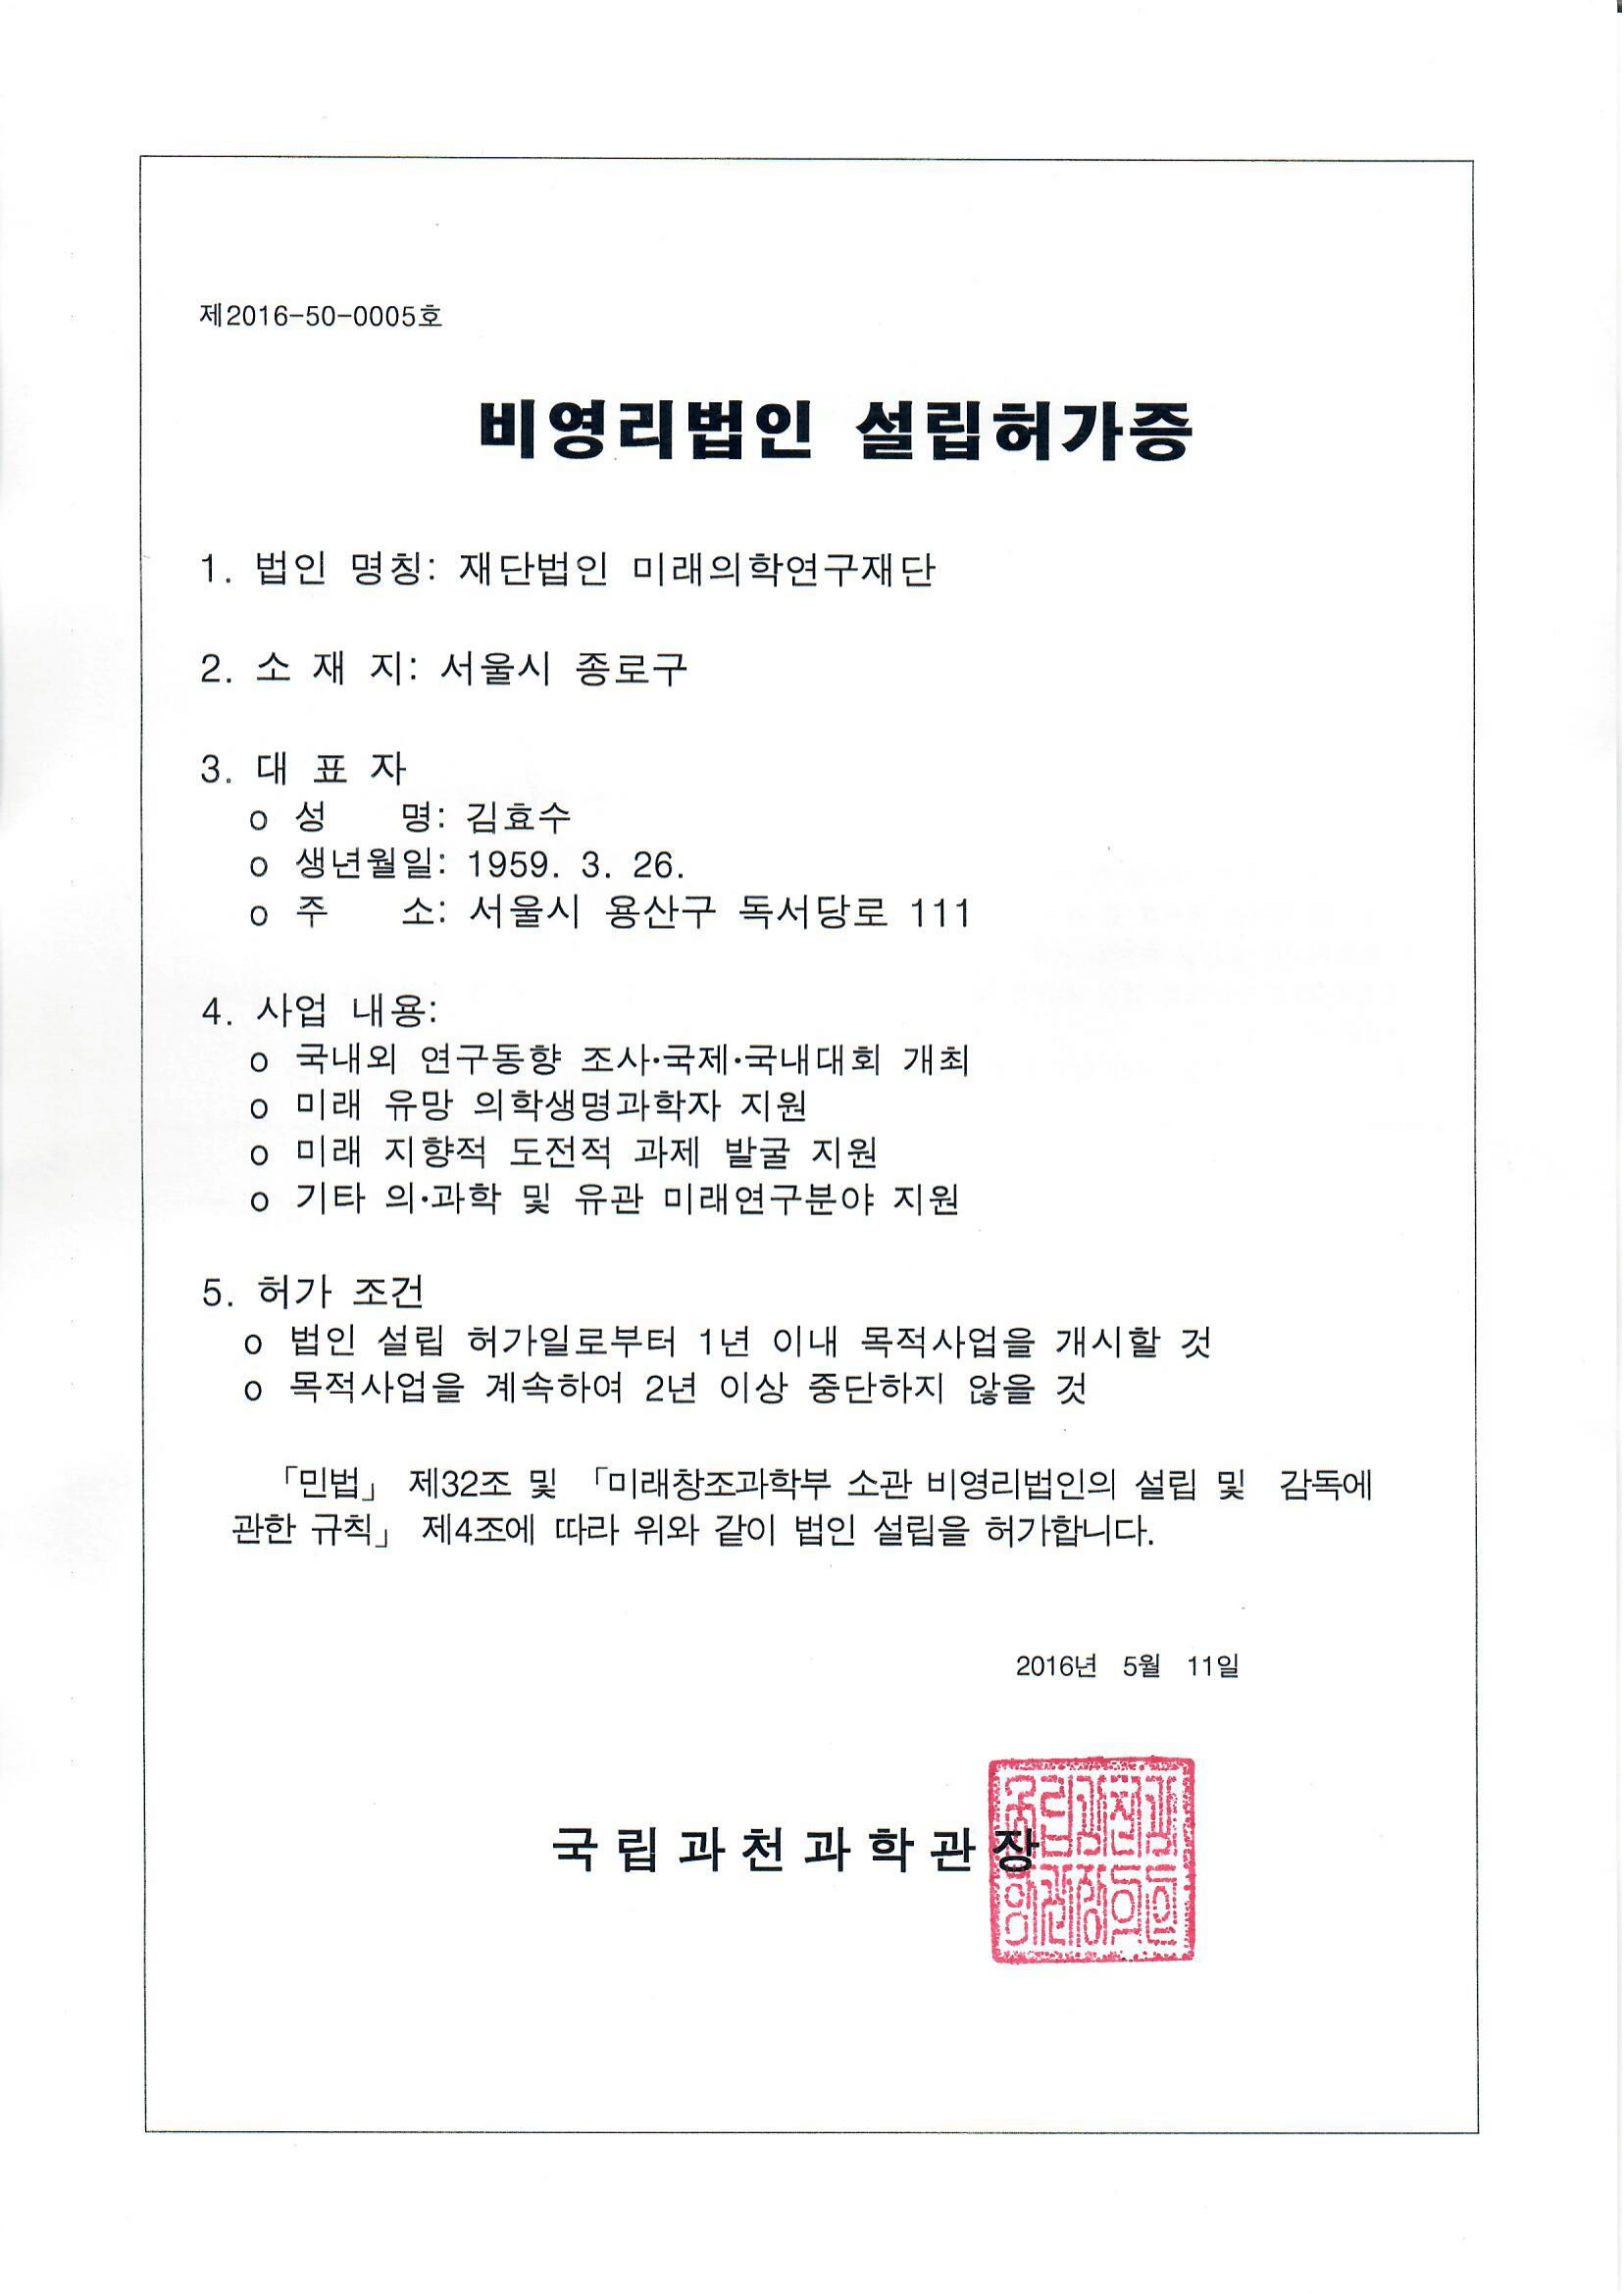 제2016-50-0005호
비영리법인 설립허가증
1. 법인 명칭: 재단법인 미래의학연구재단
2. 소 재 지: 서울시 종로구
3. 대 표 자
o 성 명: 김효수
o 생년월일: 1959. 3. 26.
o 주 소: 서울시 용산구 독서당로 111
4. 사업 내용:
o 국내외 연구동향 조사·국제·국내대회 개최
o 미래 유망 의학생명과학자 지원
o 미래 지향적 도전적 과제 발굴 지원
o 기타 의·과학 및 유관 미래연구분야 지원
5. 허가 조건
o 법인 설립 허가일로부터 1년 이내 목적사업을 개시할 것
o 목적사업을 계속하여 2년 이상 중단하지 않을 것
「민법」 제32조 및 「미래창조과학부 소관 비영리법인의 설립 및 감독에
관한 규칙」 제4조에 따라 위와 같이 법인 설립을 허가합니다.
2016년 5월 11일
국립과천과학관장